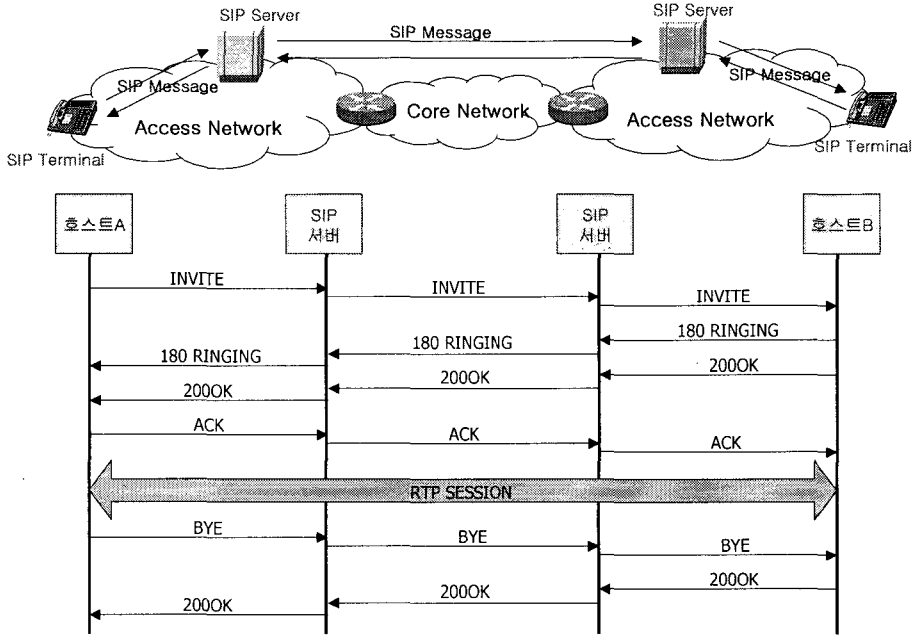 SIP Server
SIP Server
SIP Message
SIP Message
SIP Message
Access Network
Core Network
Access Network
SIP Terminal
SIP Terminal
호스트A
SIP
서버
SIP
서버
호스트B
INVITE
INVITE
INVITE
180 RINGING
180 RINGING
180 RINGING
200OK
200OK
200OK
ACK
ACK
ACK
RTP SESSION
BYE
BYE
BYE
200OK
200OK
200OK